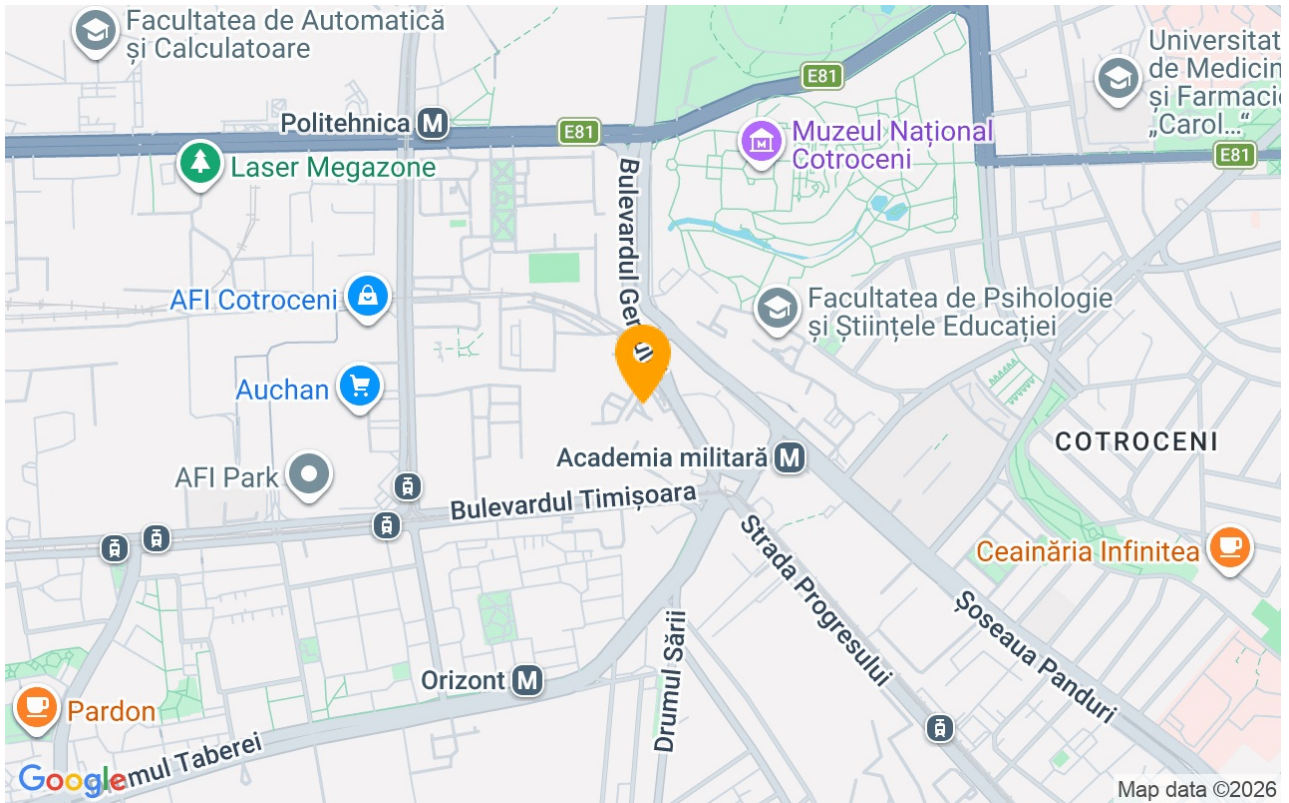 Facultatea de Automatică
și Calculatoare
E81
Universitat
de Medicin
și Farmaci
„Carol...“
Politehnica M
E81
Muzeul Național
Cotroceni
E81
Laser Megazone
Bulevardul Ger
ul
AFI Cotroceni
Facultatea de Psihologie
și Științele Educației
Auchan
COTROCENI
Academia militară M
AFI Park
Bulevardul Timișoara
Strada Progresului
Ceainăria Infinitea
Șoseaua Panduri
Drumul Sării
Orizont M
Pardon
mul Taberei
Google
Map data ©2026